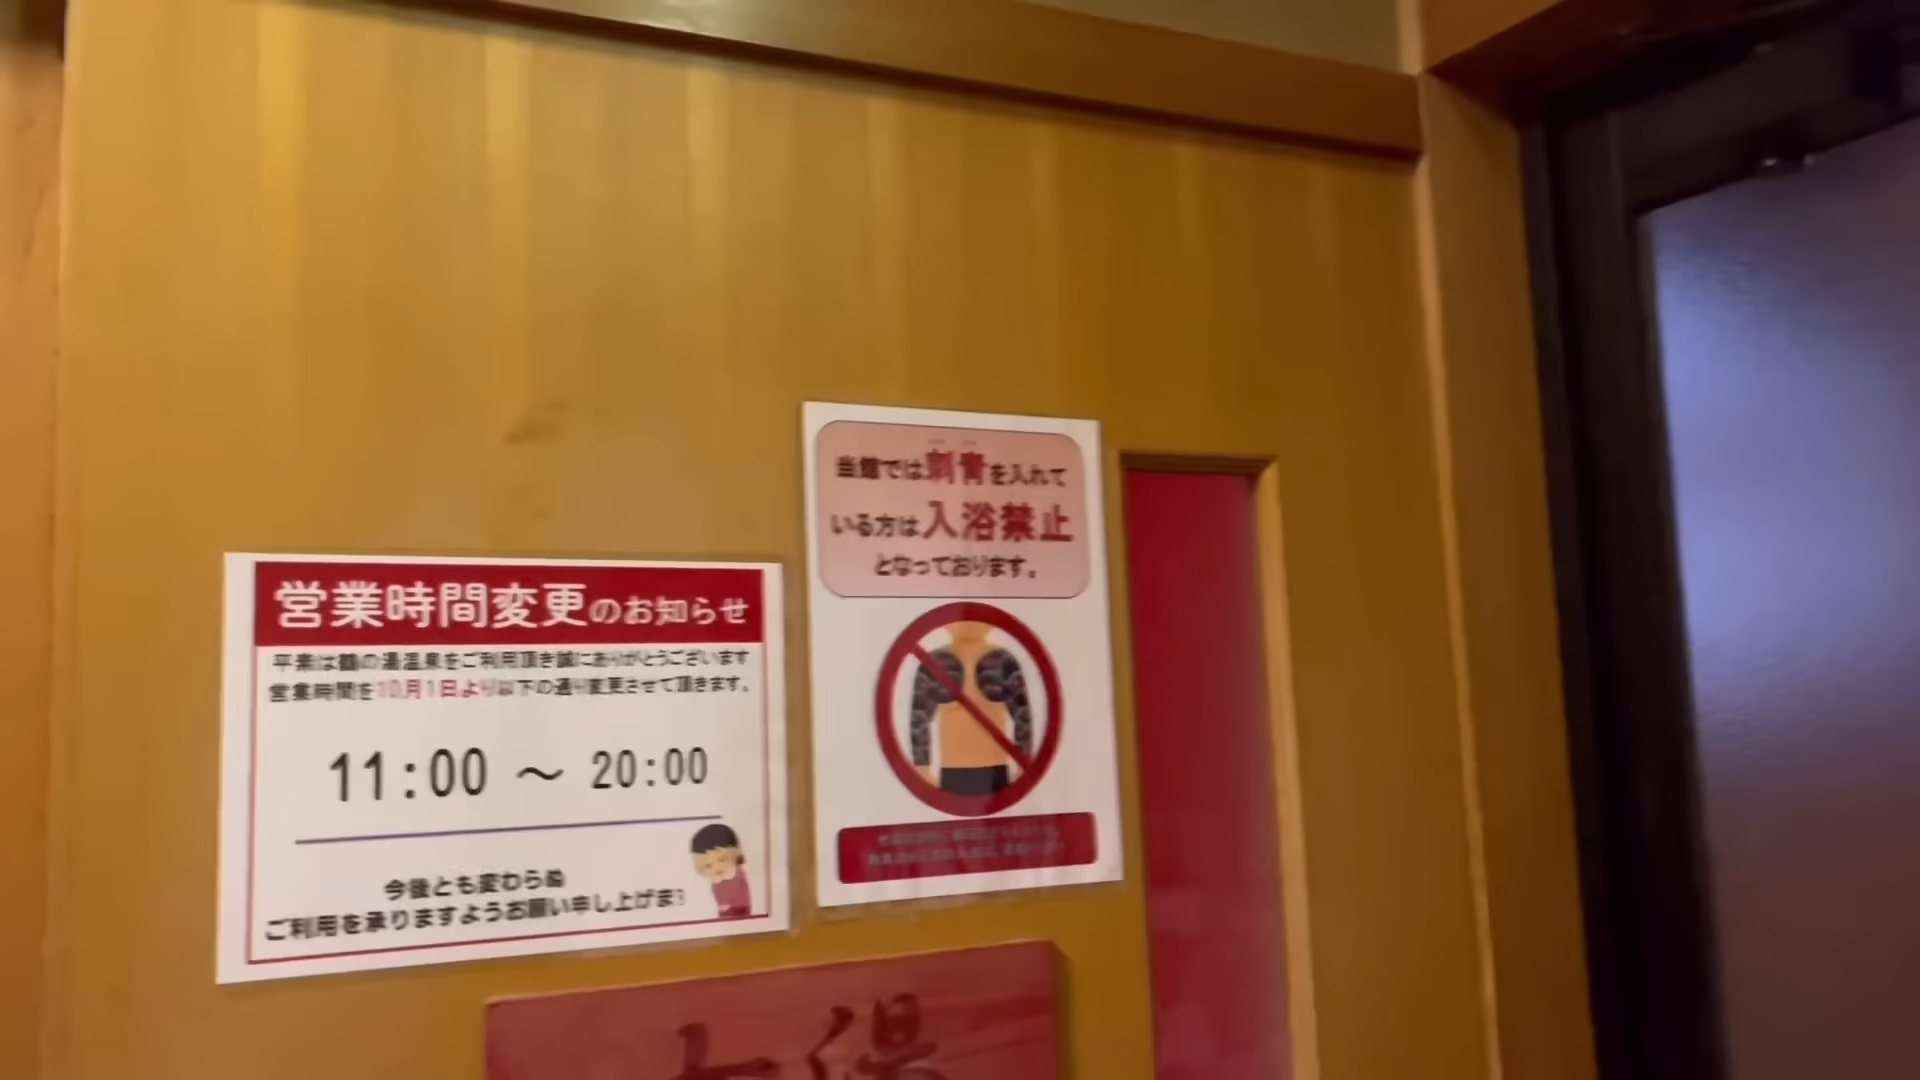 営業時間変更のお知らせ
平素は鶴の湯温泉をご利用頂き誠にありがとうございます
営業時間を10月1日より以下の通り変更させて頂きます。
11:00 ～ 20:00
今後とも変わらぬ
ご利用を承りますようお願い申し上げま
当館では刺青を入れて
いる方は入浴禁止
となっております。
湯